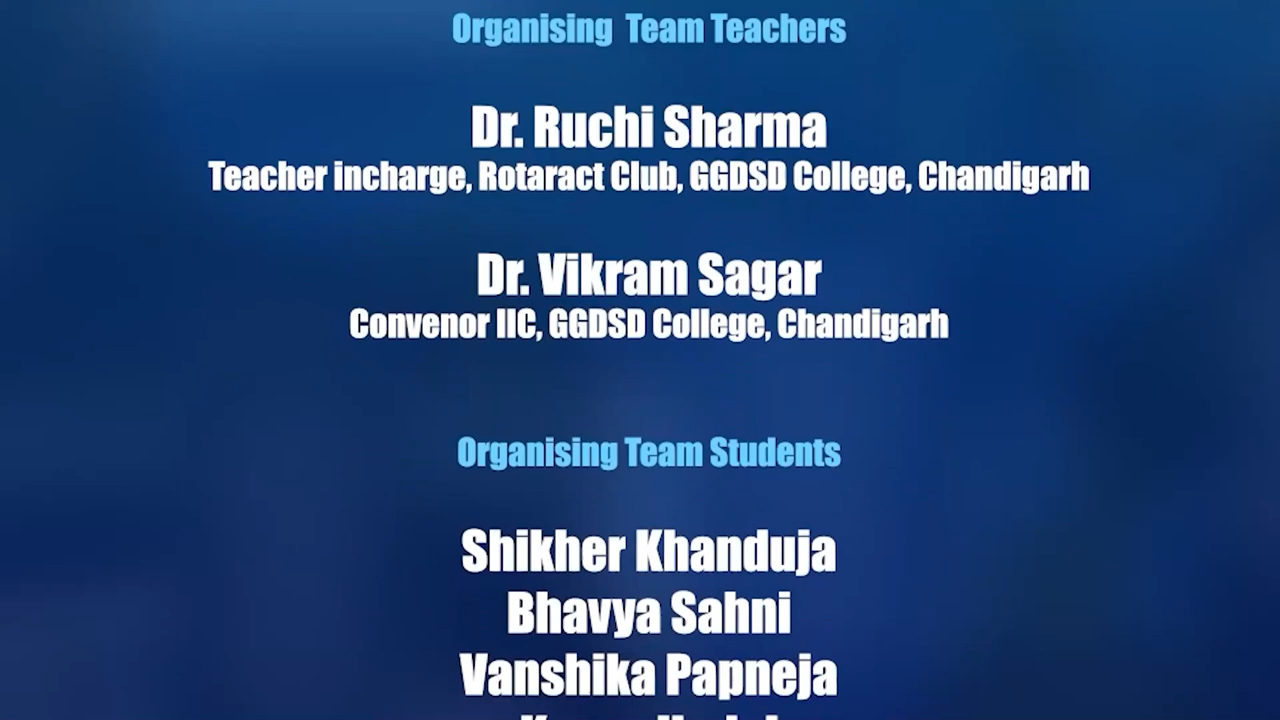 Organising Team Teachers
Dr. Ruchi Sharma
Teacher incharge, Rotaract Club, GGDSD College, Chandigarh
Dr. Vikram Sagar
Convenor IIC, GGDSD College, Chandigarh
Organising Team Students
Shikher Khanduja
Bhavya Sahni
Vanshika Papneja